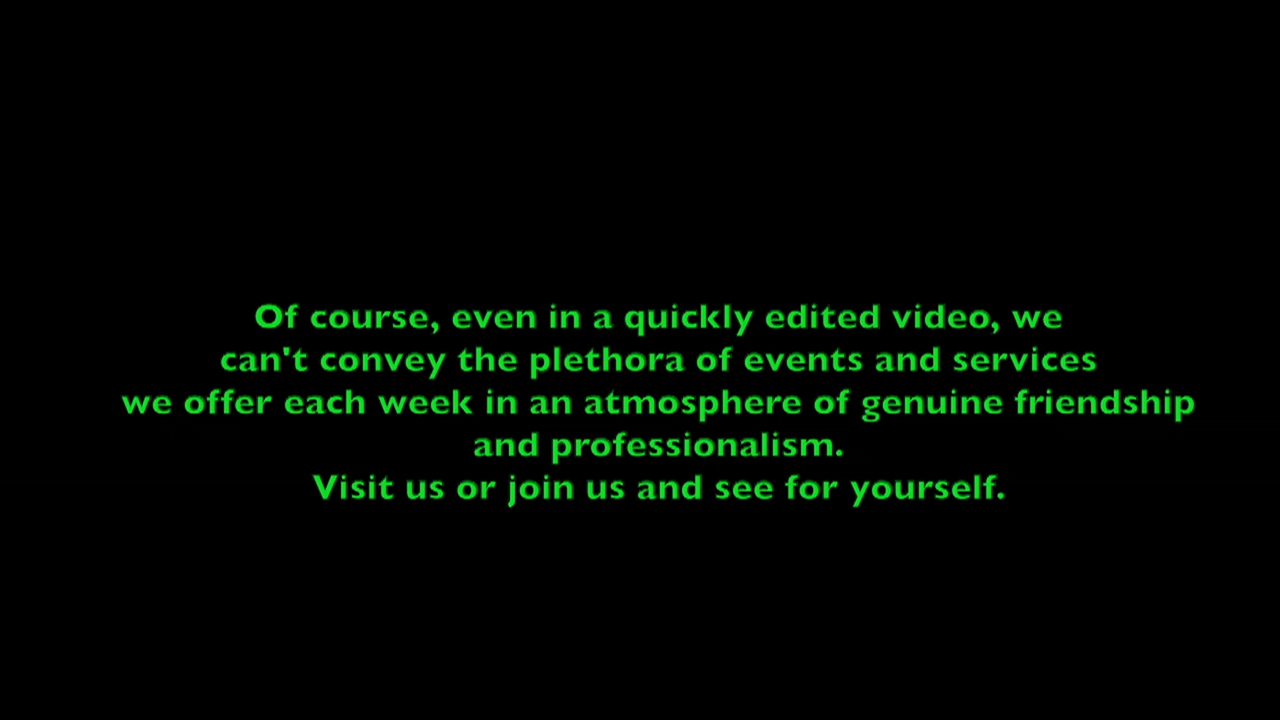 Of course, even in a quickly edited video, we
can't convey the plethora of events and services
we offer each week in an atmosphere of genuine friendship
and professionalism.
Visit us or join us and see for yourself.